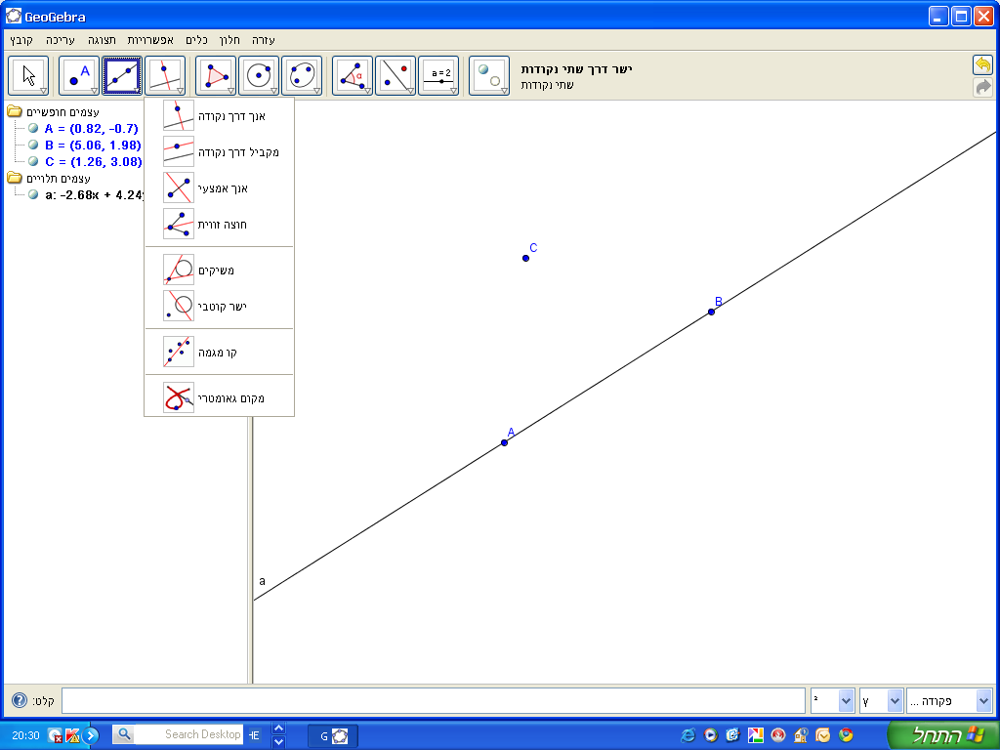 GeoGebra
קובץ עריכה תצוגה אפשרויות כלים חלון עזרה
A
α
a = 2
ישר דרך שתי נקודות
שתי נקודות
עצמים חופשיים
A = (0.82, -0.7)
B = (5.06, 1.98)
C = (1.26, 3.08)
עצמים תלויים
a: -2.68x + 4.24
אנך דרך נקודה
מקביל דרך נקודה
אנך אמצעי
חוצה זווית
משיקים
ישר קוטבי
קו מגמה
מקום גאומטרי
C
B
A
a
קלט:
²
ץ
פקודה ...
20:30
Search Desktop
HE
G
התחל